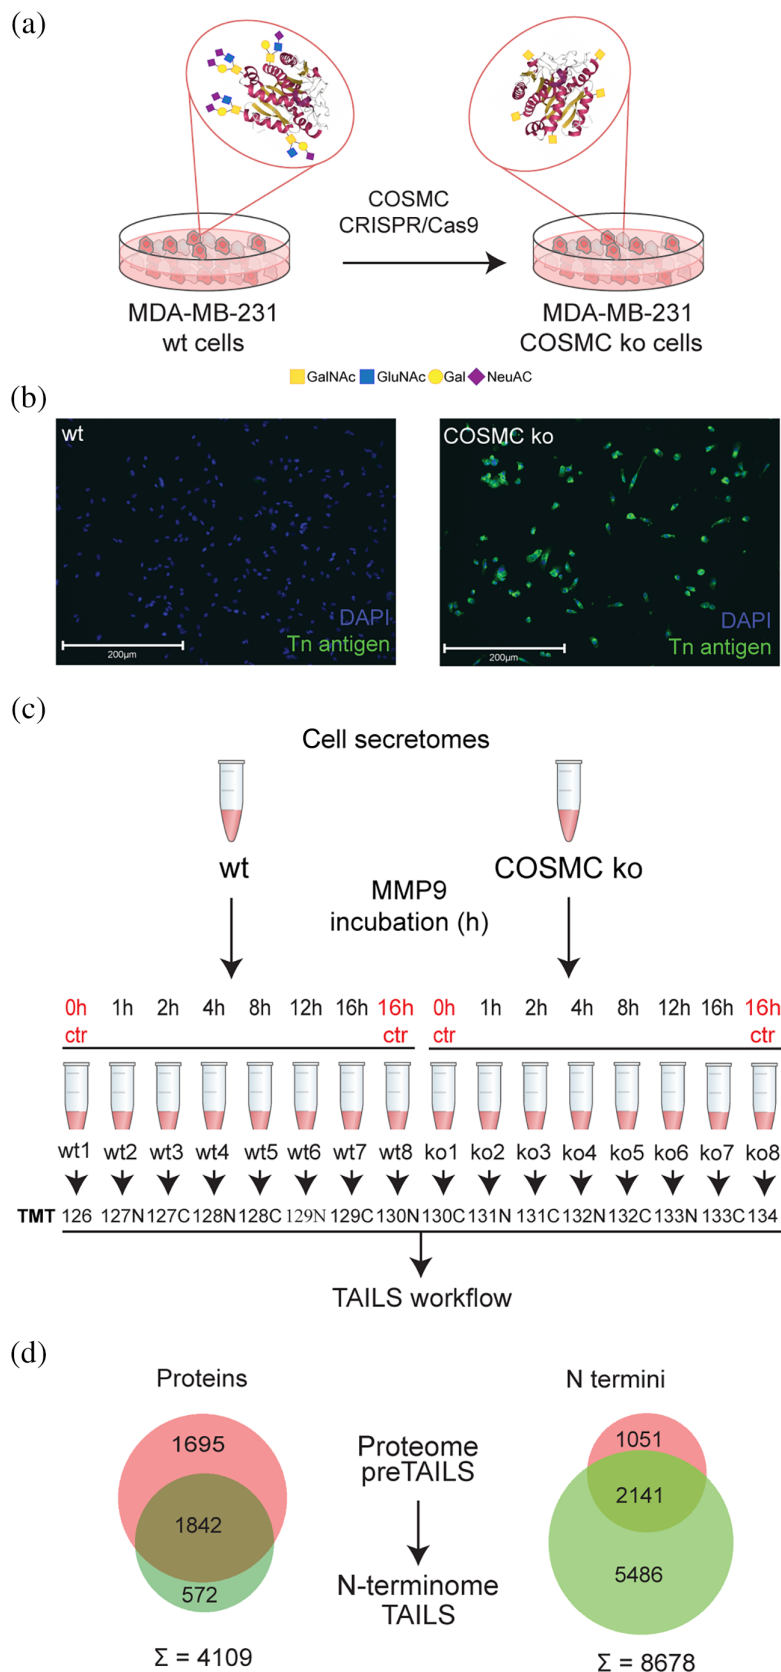 (a)
COSMC
CRISPR/Cas9
MDA-MB-231
wt cells
MDA-MB-231
COSMC ko cells
GalNAc GluNAc Gal NeuAC
(b)
wt
DAPI
Tn antigen
200µm
COSMC ko
DAPI
Tn antigen
200µm
(c)
Cell secretomes
wt
COSMC ko
MMP9
incubation (h)
0h 1h 2h 4h 8h 12h 16h 16h 0h 1h 2h 4h 8h 12h 16h 16h
ctr ctr ctr ctr
wt1 wt2 wt3 wt4 wt5 wt6 wt7 wt8 ko1 ko2 ko3 ko4 ko5 ko6 ko7 ko8
TMT 126 127N 127C 128N 128C 129N 129C 130N 130C 131N 131C 132N 132C 133N 133C 134
TAILS workflow
(d)
Proteins
1695
1842
572
Σ = 4109
Proteome
preTAILS
N-terminome
TAILS
N termini
1051
2141
5486
Σ = 8678